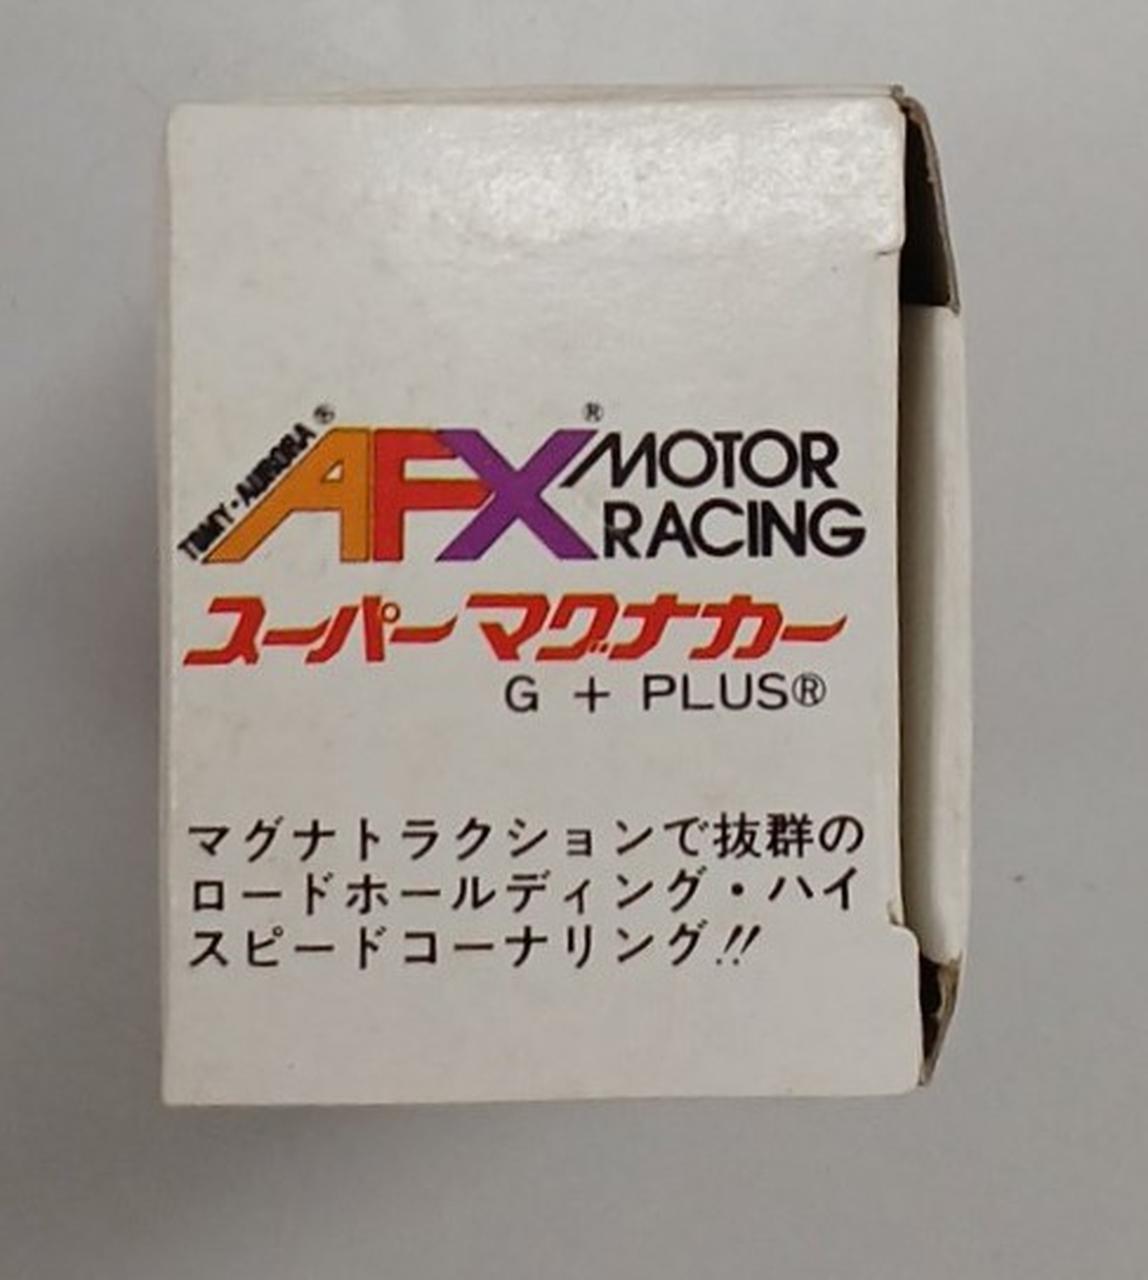 TOMY・AURORA®
AFX® MOTOR
RACING
スーパーマグナカー
G + PLUS®
マグナトラクションで抜群の
ロードホールディング・ハイ
スピードコーナリング!!